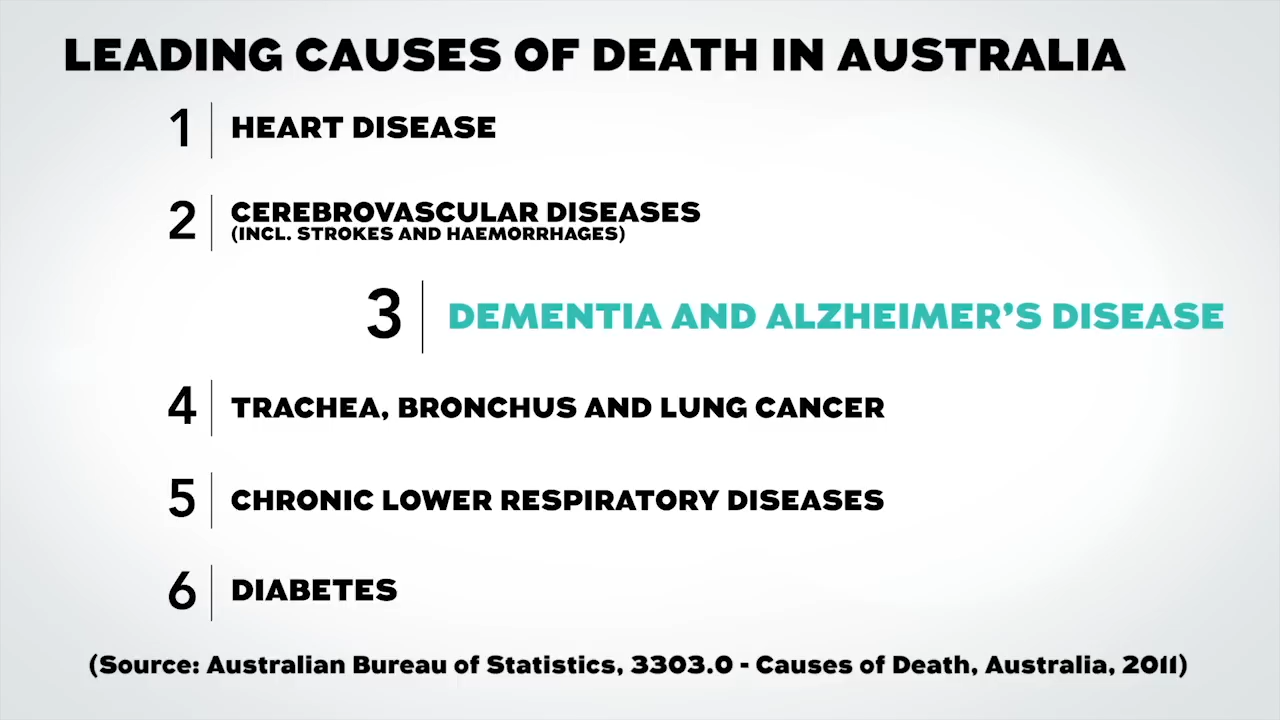 LEADING CAUSES OF DEATH IN AUSTRALIA
1 HEART DISEASE
2 CEREBROVASCULAR DISEASES
(INCL. STROKES AND HAEMORRHAGES)
3 DEMENTIA AND ALZHEIMER'S DISEASE
4 TRACHEA, BRONCHUS AND LUNG CANCER
5 CHRONIC LOWER RESPIRATORY DISEASES
6 DIABETES
(Source: Australian Bureau of Statistics, 3303.0 - Causes of Death, Australia, 2011)